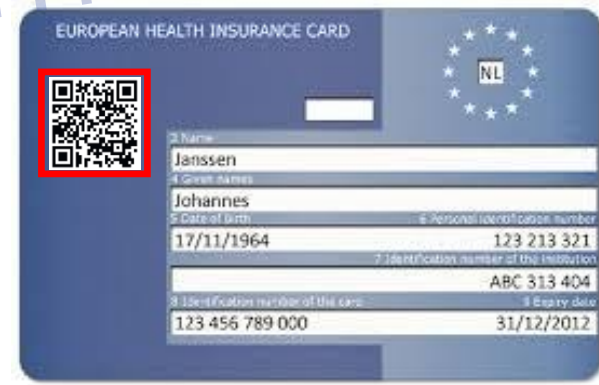 EUROPEAN HEALTH INSURANCE CARD
NL
3 Name
Janssen
4 Given names
Johannes
5 Date of birth 6 Personal identification number
17/11/1964 123 213 321
7 Identification number of the institution
ABC 313 404
8 Identification number of the card 9 Expiry date
123 456 789 000 31/12/2012